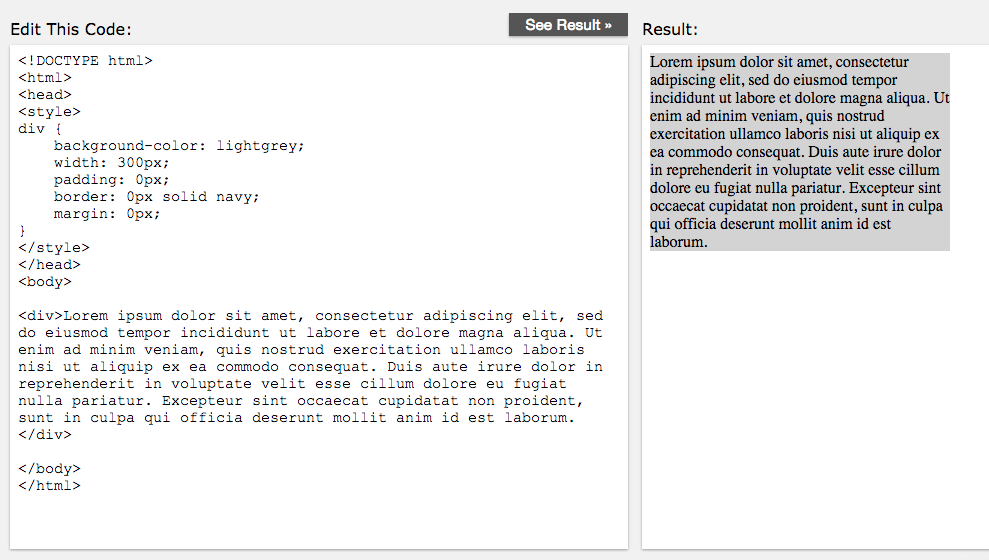 Edit This Code:
See Result »
Result:
<!DOCTYPE html>
<html>
<head>
<style>
div {
    background-color: lightgrey;
    width: 300px;
    padding: 0px;
    border: 0px solid navy;
    margin: 0px;
}
</style>
</head>
<body>

<div>Lorem ipsum dolor sit amet, consectetur adipiscing elit, sed
do eiusmod tempor incididunt ut labore et dolore magna aliqua. Ut
enim ad minim veniam, quis nostrud exercitation ullamco laboris
nisi ut aliquip ex ea commodo consequat. Duis aute irure dolor in
reprehenderit in voluptate velit esse cillum dolore eu fugiat
nulla pariatur. Excepteur sint occaecat cupidatat non proident,
sunt in culpa qui officia deserunt mollit anim id est laborum.
</div>

</body>
</html>
Lorem ipsum dolor sit amet, consectetur
adipiscing elit, sed do eiusmod tempor
incididunt ut labore et dolore magna aliqua. Ut
enim ad minim veniam, quis nostrud
exercitation ullamco laboris nisi ut aliquip ex
ea commodo consequat. Duis aute irure dolor
in reprehenderit in voluptate velit esse cillum
dolore eu fugiat nulla pariatur. Excepteur sint
occaecat cupidatat non proident, sunt in culpa
qui officia deserunt mollit anim id est
laborum.